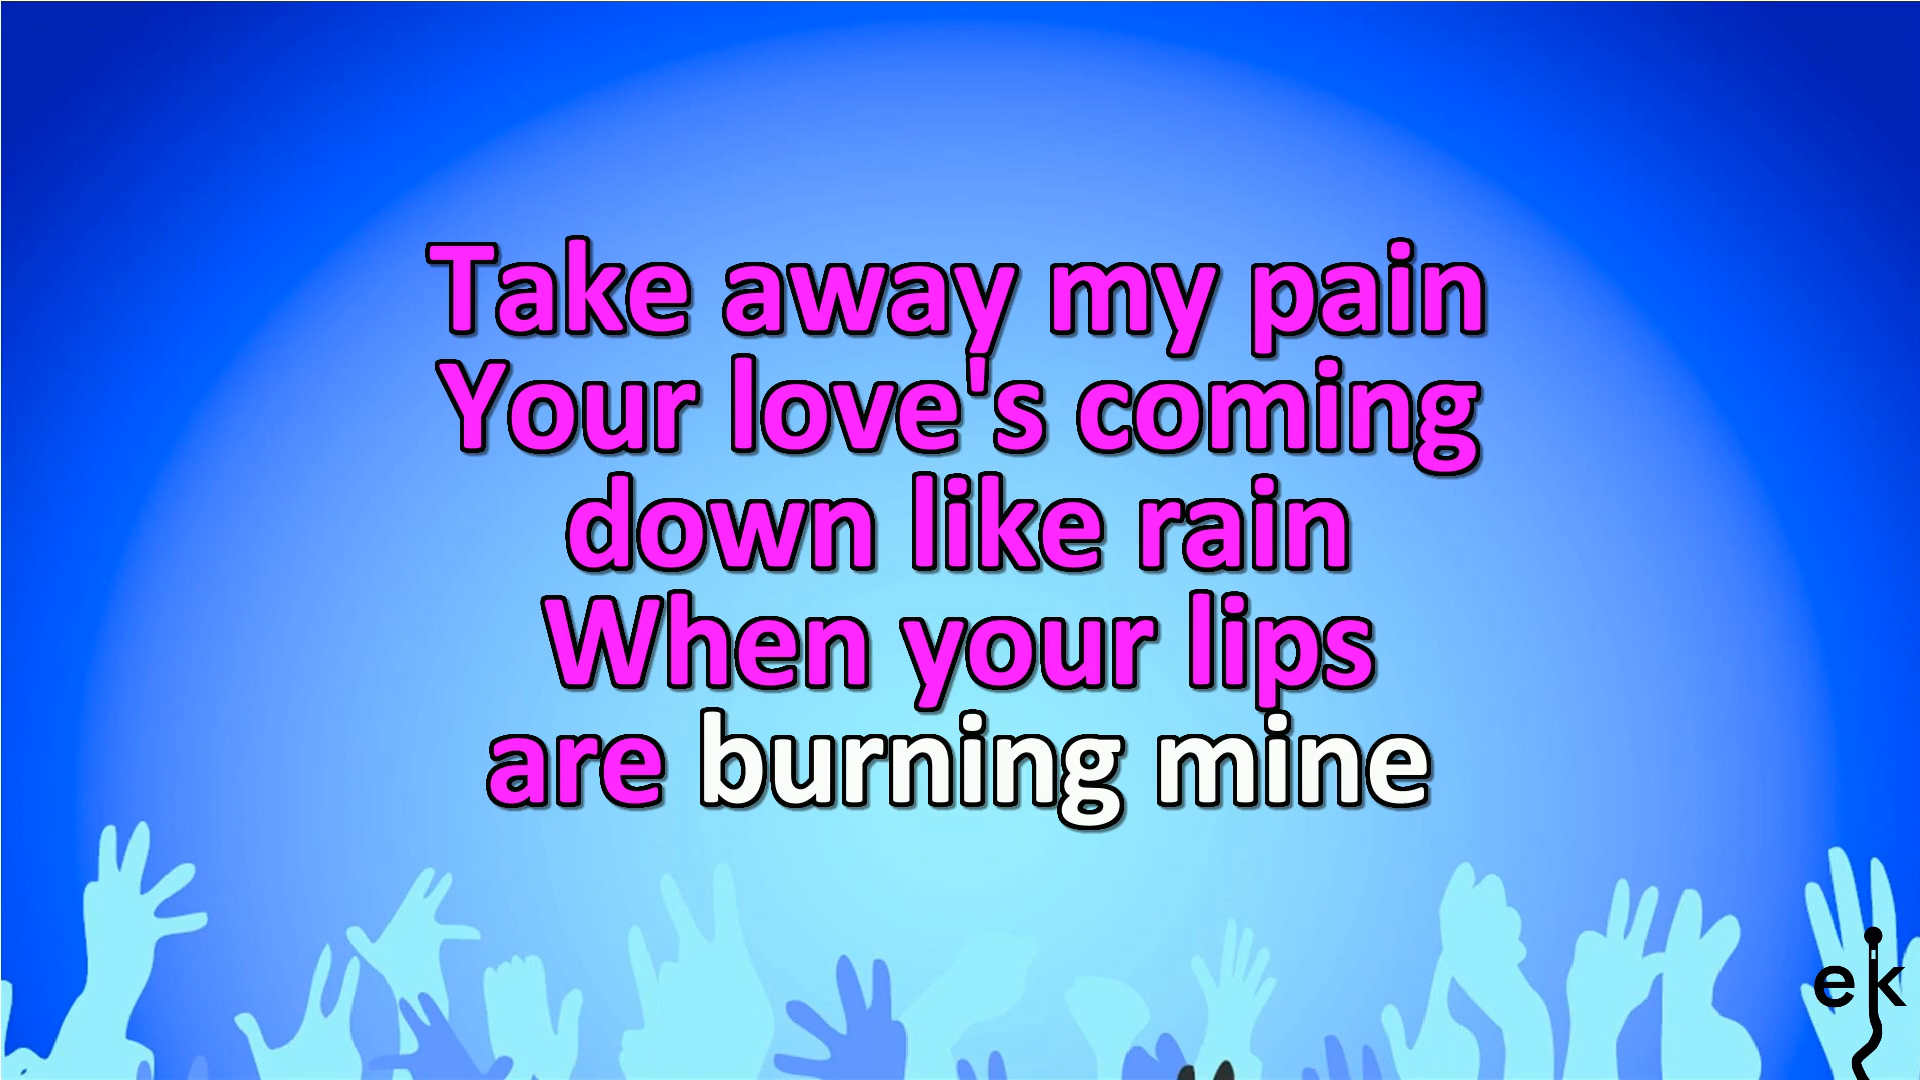 Take away my pain
Your love's coming
down like rain
When your lips
are burning mine
ek